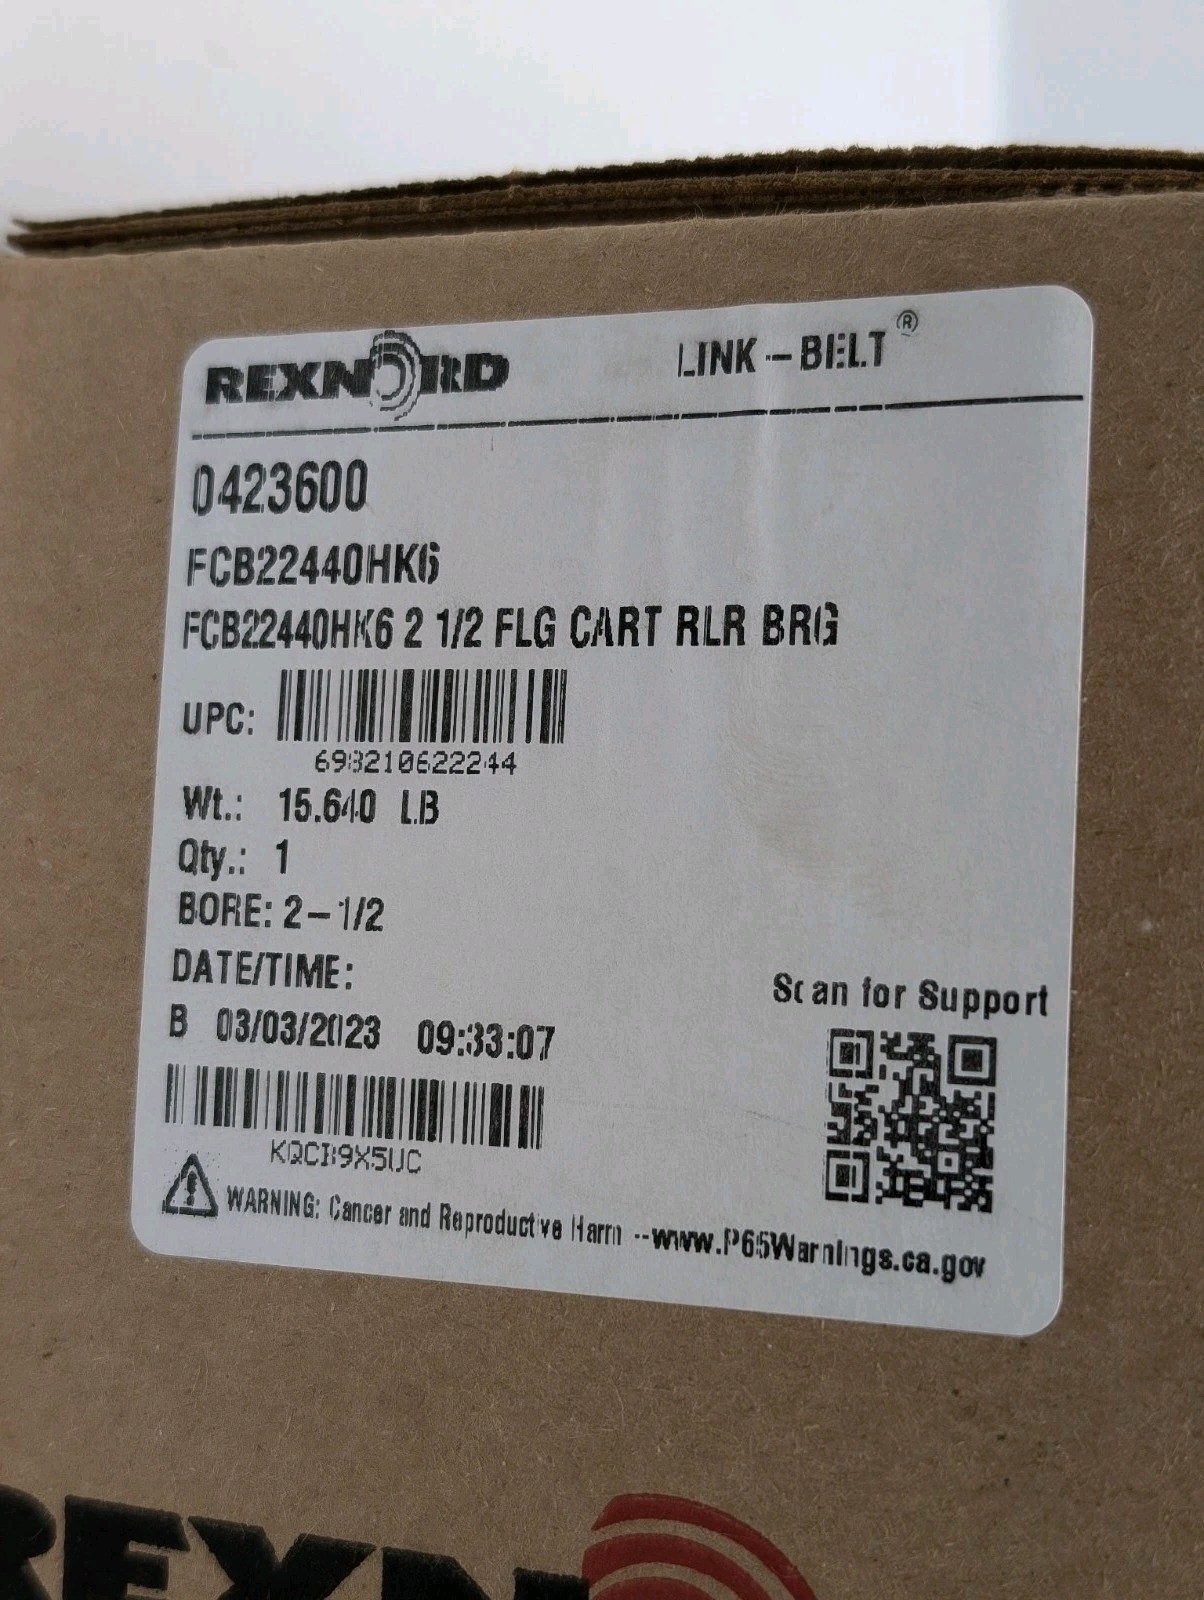 REXNORD LINK-BELT®
0423600
FCB22440HK6
FCB22440HK6 2 1/2 FLG CART RLR BRG
UPC:
698210622244
Wt.: 15.640 LB
Qty.: 1
BORE: 2-1/2
DATE/TIME:
B 03/03/2023 09:33:07
Scan for Support
KQCB9X5UC
WARNING: Cancer and Reproductive Harm --www.P65Warnings.ca.gov
REXN